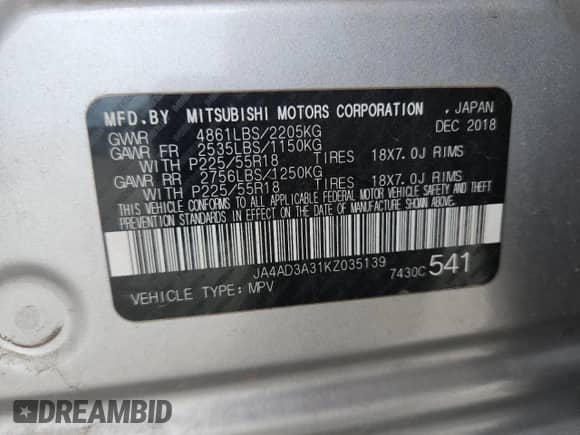 MFD.BY MITSUBISHI MOTORS CORPORATION , JAPAN
GVWR 4861LBS/2205KG DEC 2018
GAWR FR 2535LBS/1150KG
WITH P225/55R18 TIRES 18X7.0J RIMS
GAWR RR 2756LBS/1250KG
WITH P225/55R18 TIRES 18X7.0J RIMS
THIS VEHICLE CONFORMS TO ALL APPLICABLE FEDERAL MOTOR VEHICLE SAFETY AND THEFT
PREVENTION STANDARDS IN EFFECT ON THE DATE OF MANUFACTURE SHOWN ABOVE.
JA4AD3A31KZ035139 7430C 541
VEHICLE TYPE: MPV
DREAMBID